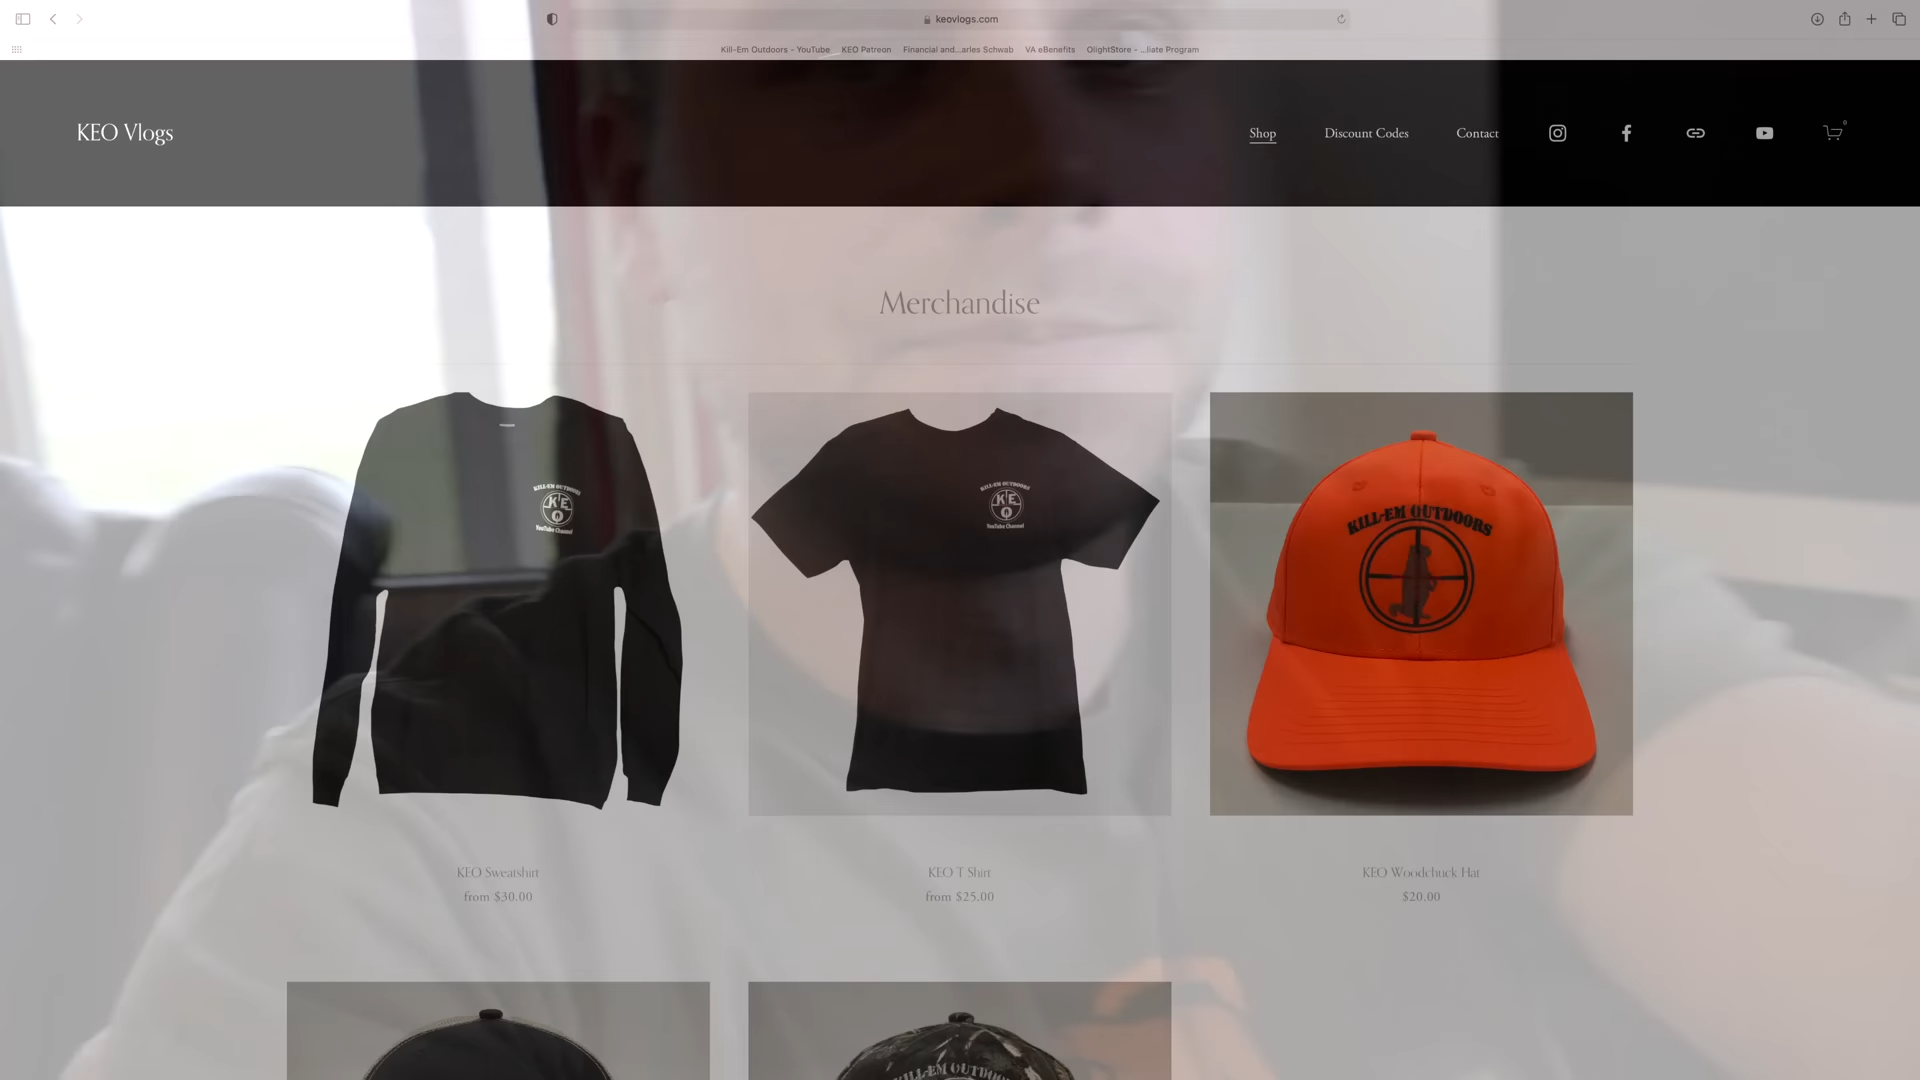 keovlogs.com
Kill-Em Outdoors - YouTube KEO Patreon Financial and...arles Schwab VA eBenefits OlightStore - ...liate Program
KEO Vlogs
Shop Discount Codes Contact
0
Merchandise
KILL-EM OUTDOORS
KEO
YouTube Channel
KILL-EM OUTDOORS
KEO
YouTube Channel
KILL-EM OUTDOORS
KEO Sweatshirt
from $30.00
KEO T Shirt
from $25.00
KEO Woodchuck Hat
$20.00
KILL-EM OUTDOORS